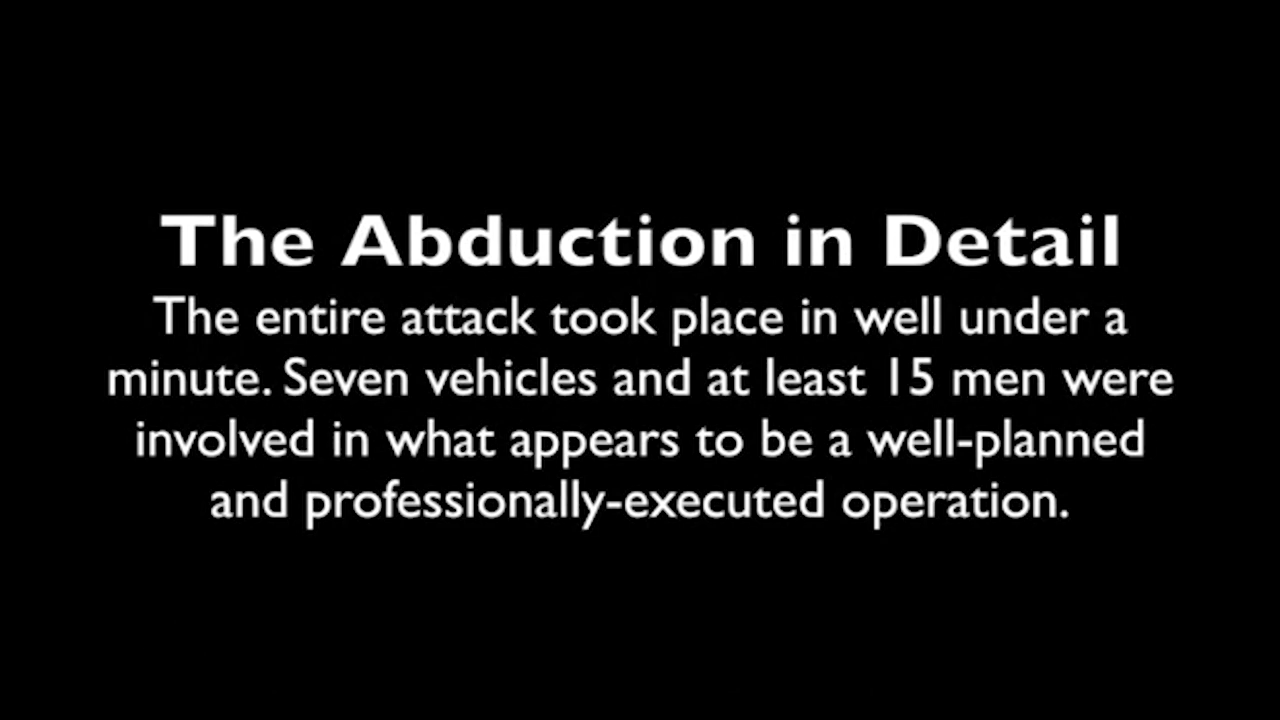 The Abduction in Detail
The entire attack took place in well under a
minute. Seven vehicles and at least 15 men were
involved in what appears to be a well-planned
and professionally-executed operation.